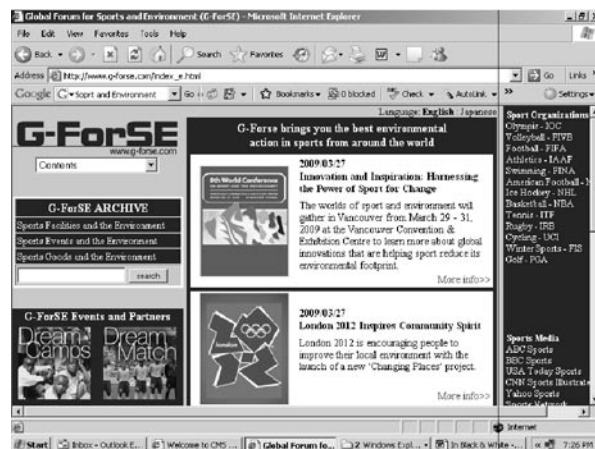 Global Forum for Sports and Environment (G-ForSE) - Microsoft Internet Explorer
File Edit View Favorites Tools Help
Back Search Favorites
Address http://www.g-forse.com/index_e.html Go Links
Google Go Bookmarks 0 blocked Check AutoLink Settings
Language: English Japanese
G-ForSE
www.g-forse.com
Contents
G-ForSE ARCHIVE
Sports Facilities and the Environment
Sports Events and the Environment
Sports Goods and the Environment
search
G-ForSE Events and Partners
Dream Camps
Dream Match
G-Forse brings you the best environmental
action in sports from around the world
9th World Conference
2009/03/27
Innovation and Inspiration: Harnessing
the Power of Sport for Change
The worlds of sport and environment will
gather in Vancouver from March 29 - 31,
2009 at the Vancouver Convention &
Exhibition Centre to learn more about global
innovations that are helping sport reduce its
environmental footprint.
More info>>
london
2009/03/27
London 2012 Inspires Community Spirit
London 2012 is encouraging people to
improve their local environment with the
launch of a new 'Changing Places' project.
More info>>
Sport Organizations
Olympic - IOC
Volleyball - FIVB
Football - FIFA
Athletics - IAAF
Swimming - FINA
American Football - N
Ice Hockey - NHL
Basketball - NBA
Tennis - ITF
Rugby - IRB
Cycling - UCI
Winter Sports - FIS
Golf - PGA
Sports Media
ABC Sports
BBC Sports
USA Today Sports
CNN Sports Illustrate
Yahoo Sports
Sports Network
Internet
Start Inbox - Outlook E... Welcome to CMS ... Global Forum fo... 2 Windows Expl... In Black & White -... 7:26 PM